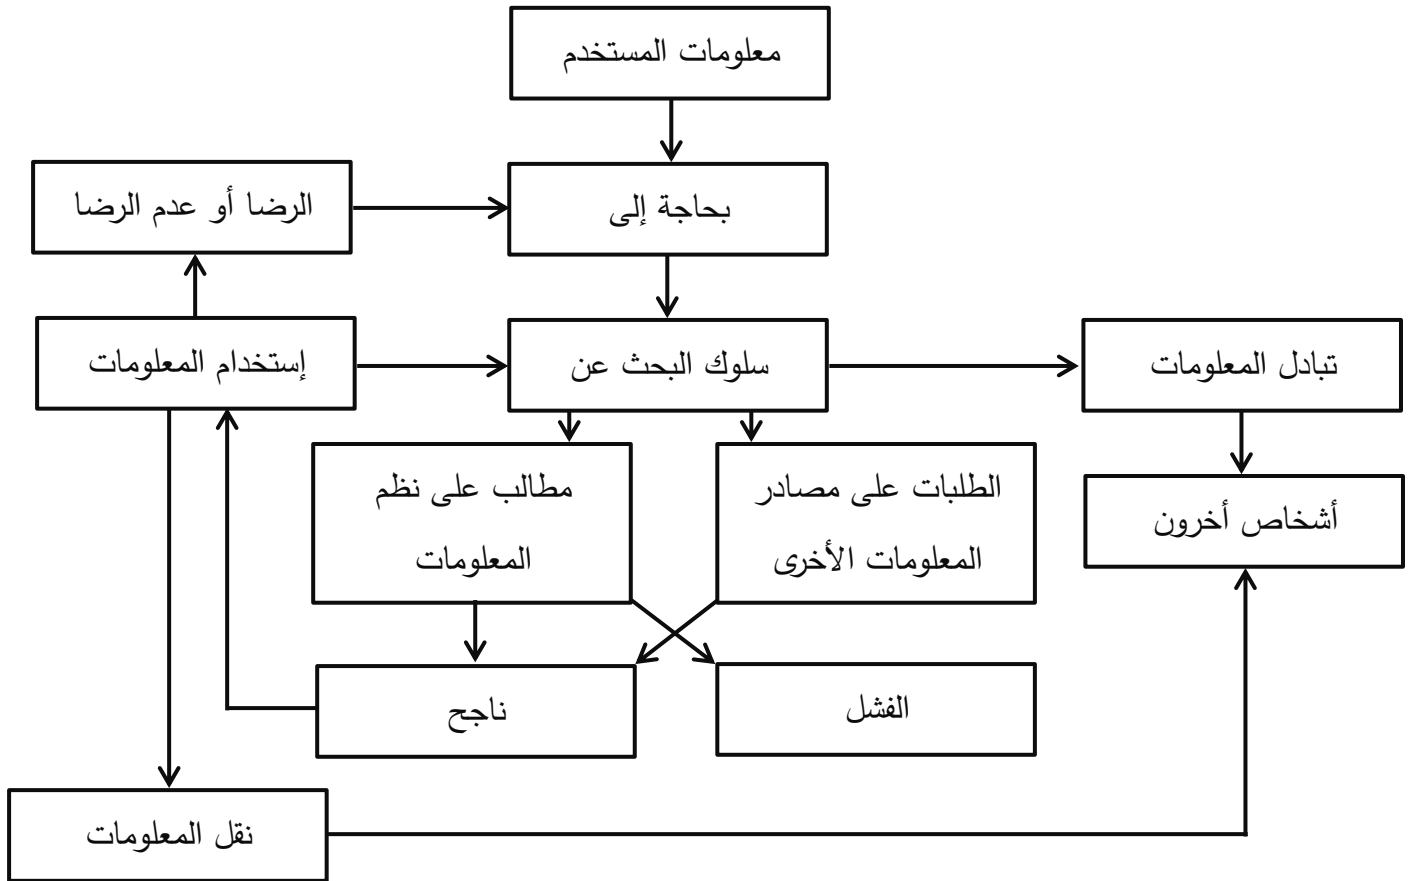 معلومات المستخدم
الرضا أو عدم الرضا
بحاجة إلى
إستخدام المعلومات
سلوك البحث عن
تبادل المعلومات
مطالب على نظم
المعلومات
الطلبات على مصادر
المعلومات الأخرى
أشخاص أخرون
ناجح
الفشل
نقل المعلومات